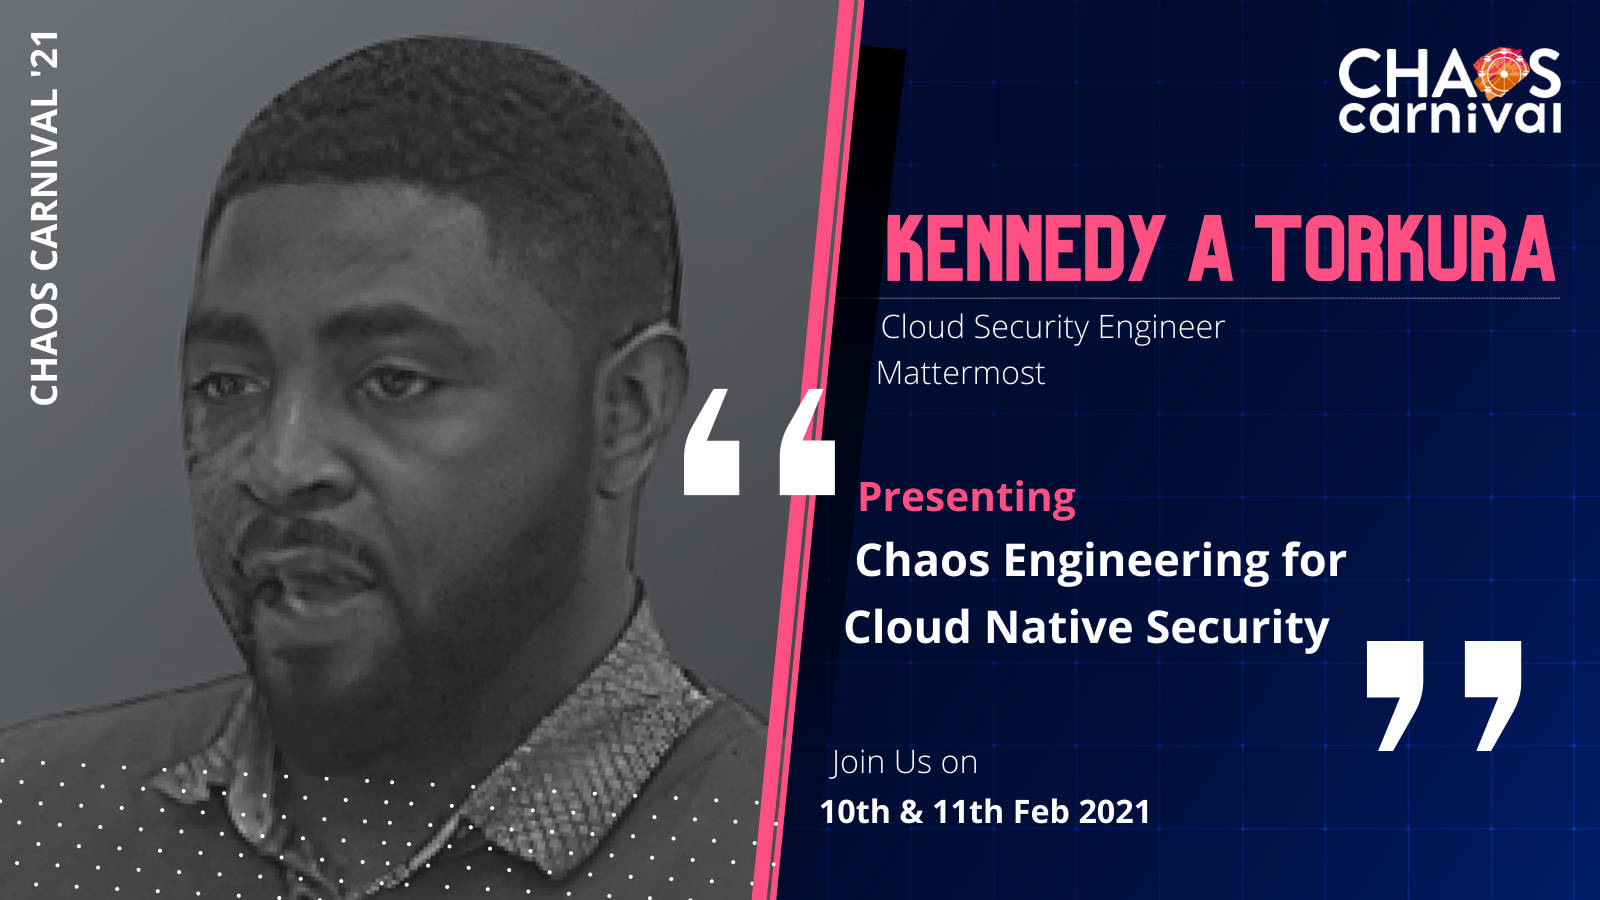 CHAOS CARNIVAL '21
CHAOS
carnival
KENNEDY A TORKURA
Cloud Security Engineer
Mattermost
“
Presenting
Chaos Engineering for
Cloud Native Security
”
Join Us on
10th & 11th Feb 2021